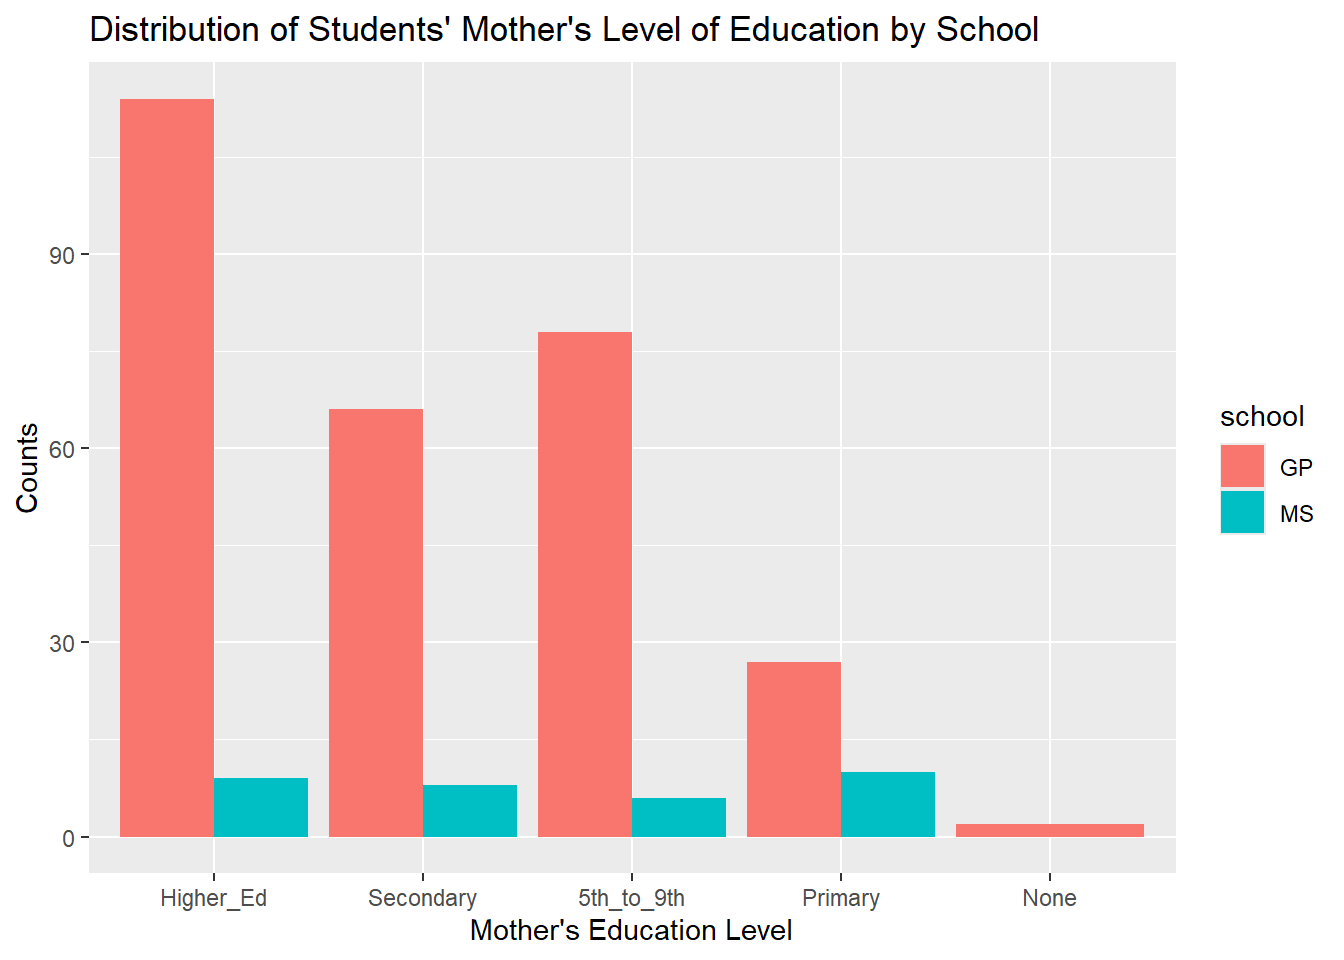 Distribution of Students' Mother's Level of Education by School
90
60
30
0
Counts
Higher_Ed Secondary 5th_to_9th Primary None
Mother's Education Level
school
GP
MS